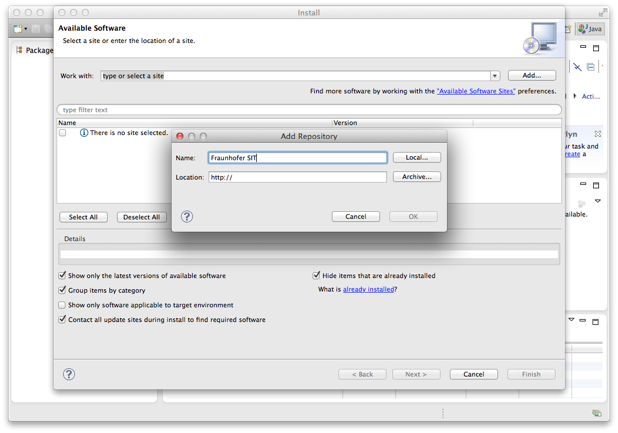 Install
Java
Available Software
Select a site or enter the location of a site.
Package
Work with: type or select a site Add...
Find more software by working with the "Available Software Sites" preferences.
Acti...
type filter text
Name Version
There is no site selected.
Add Repository
Name: Fraunhofer SIT Local...
Location: http:// Archive...
? Cancel OK
lyn
ur task and
create a
ailable.
Select All Deselect All
Details
Show only the latest versions of available software Hide items that are already installed
Group items by category What is already installed?
Show only software applicable to target environment
Contact all update sites during install to find required software
? < Back Next > Cancel Finish